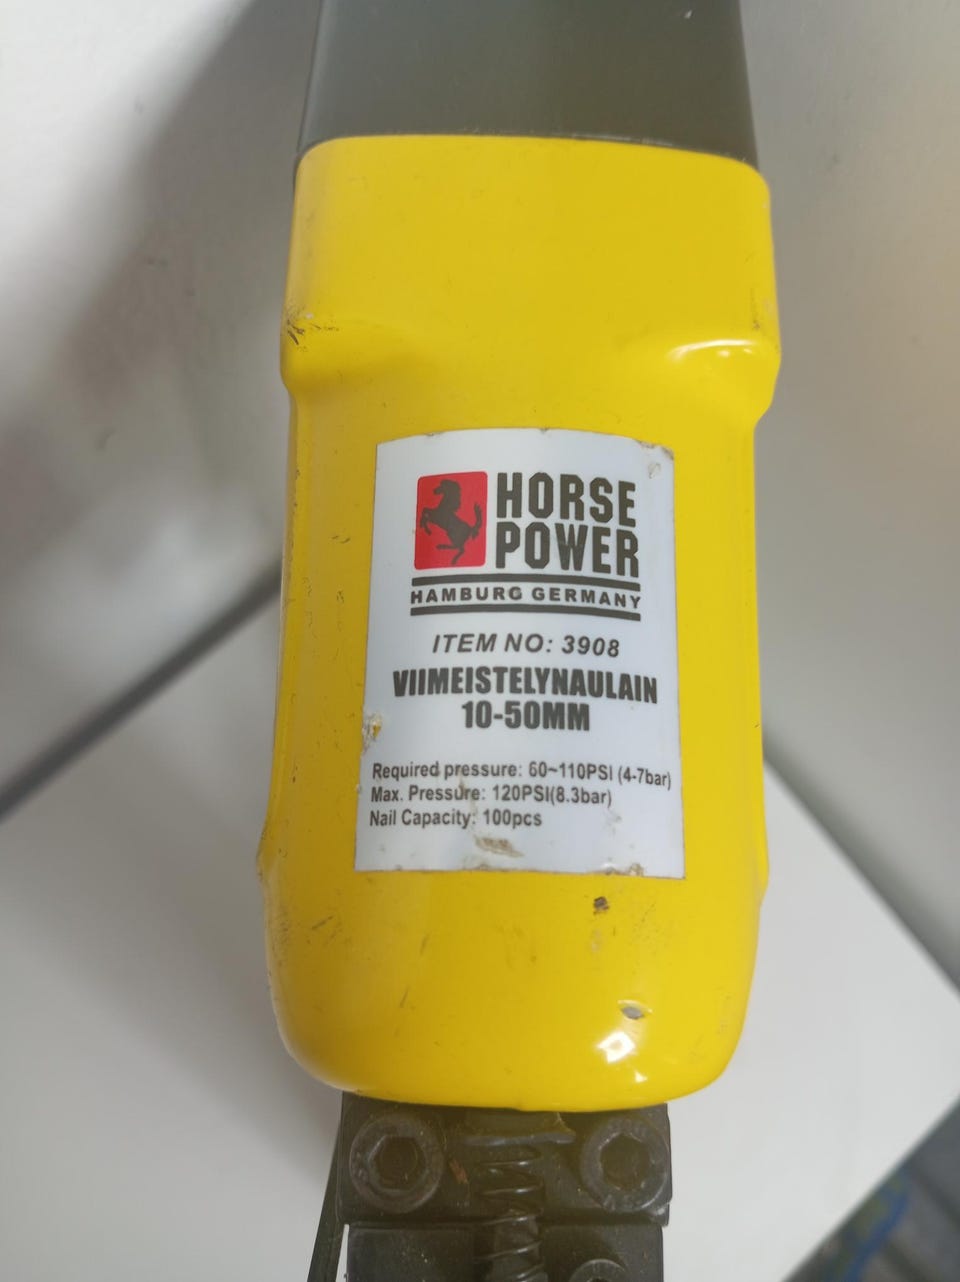 HORSE
POWER
HAMBURG GERMANY
ITEM NO: 3908
VIIMEISTELYNAULAIN
10-50MM
Required pressure: 60~110PSI (4-7bar)
Max. Pressure: 120PSI(8.3bar)
Nail Capacity: 100pcs